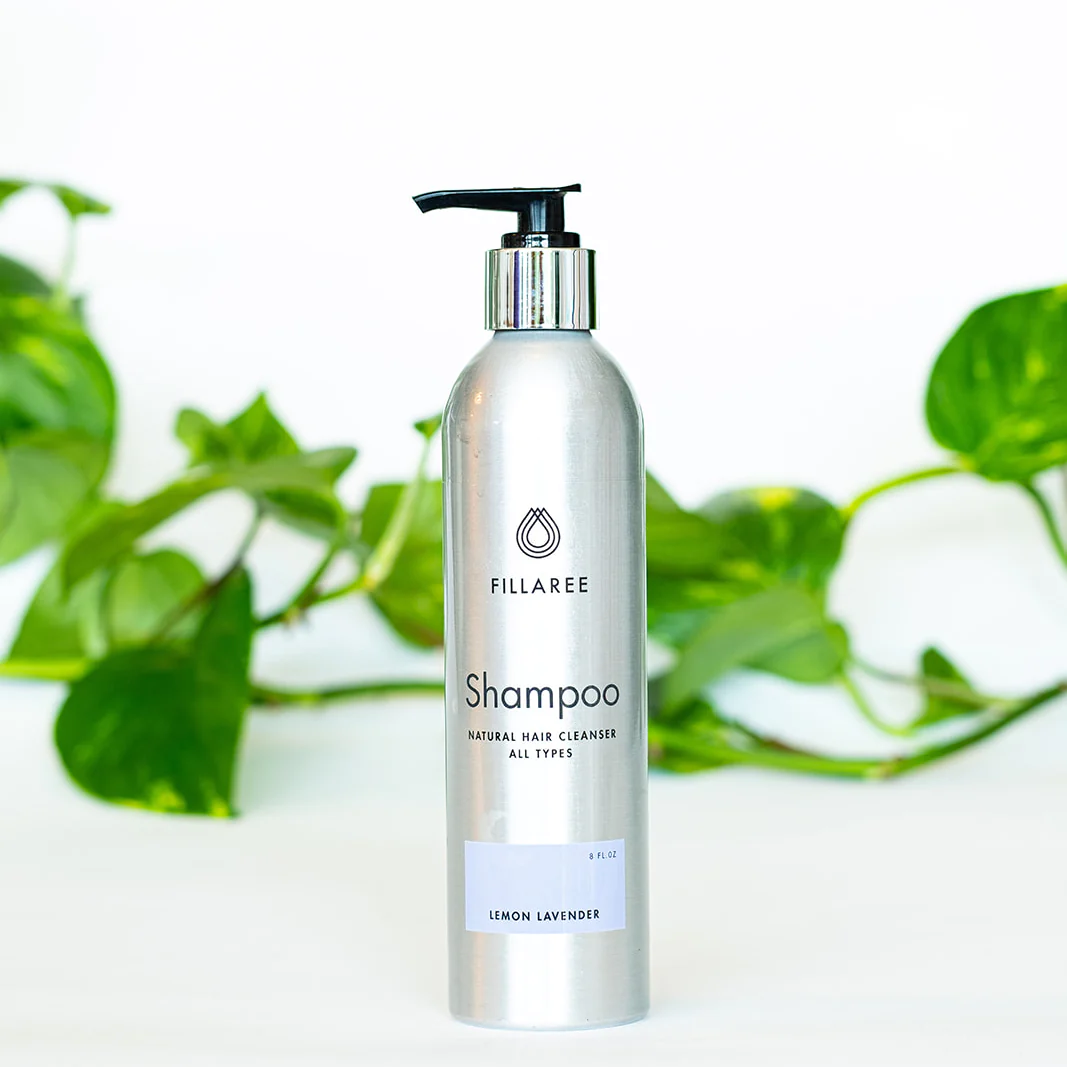 FILLAREE
Shampoo
NATURAL HAIR CLEANSER
ALL TYPES
8 FL.OZ
LEMON LAVENDER